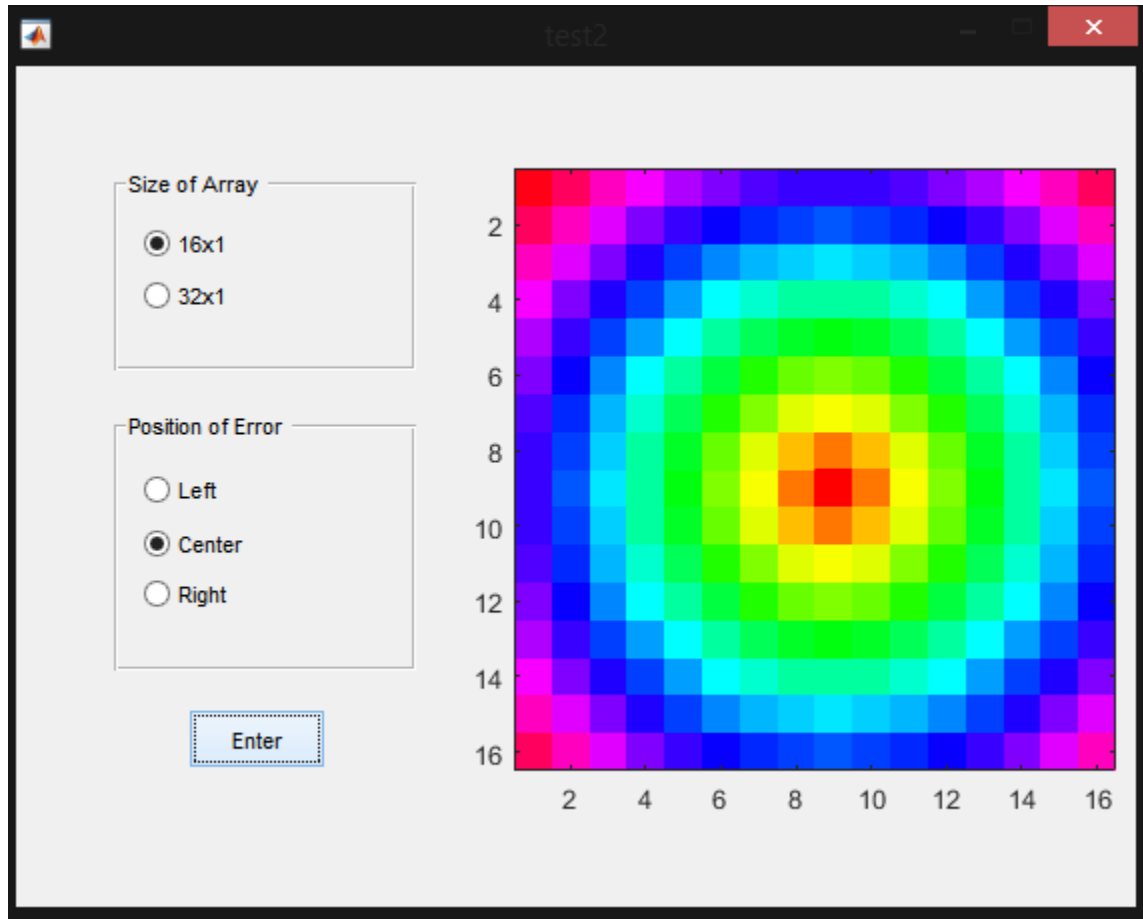 test2
Size of Array
16x1
32x1
Position of Error
Left
Center
Right
Enter
2
4
6
8
10
12
14
16
2 4 6 8 10 12 14 16